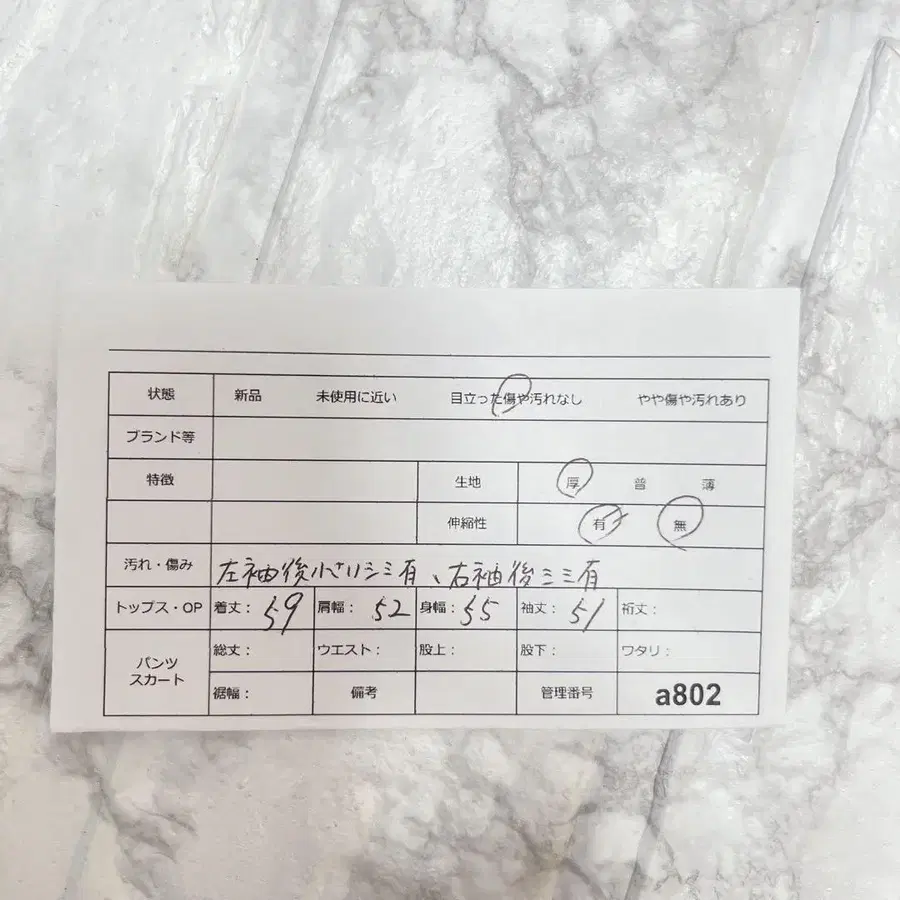 状態 新品 未使用に近い 目立った傷や汚れなし やや傷や汚れあり
ブランド等
特徴 生地 厚 普 薄
伸縮性 有 無
汚れ・傷み 左袖後小さいシミ有、右袖後シミ有
トップス・OP 着丈: 59 肩幅: 52 身幅: 55 袖丈: 51 裄丈:
パンツ スカート 総丈: ウエスト: 股上: 股下: ワタリ:
裾幅: 備考 管理番号 a802